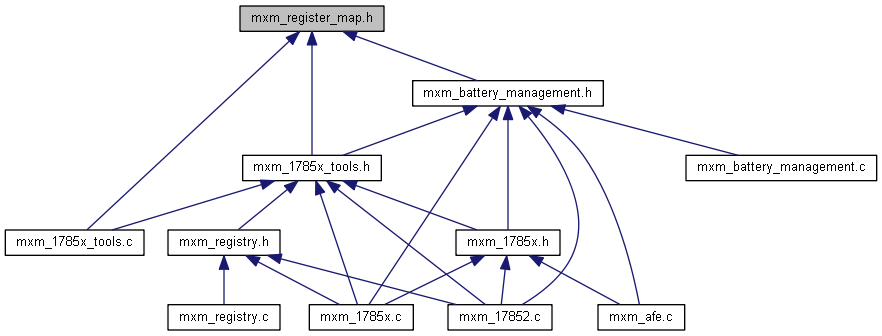 mxm_register_map.h
mxm_battery_management.h
mxm_1785x_tools.h
mxm_battery_management.c
mxm_1785x_tools.c
mxm_registry.h
mxm_1785x.h
mxm_registry.c
mxm_1785x.c
mxm_17852.c
mxm_afe.c